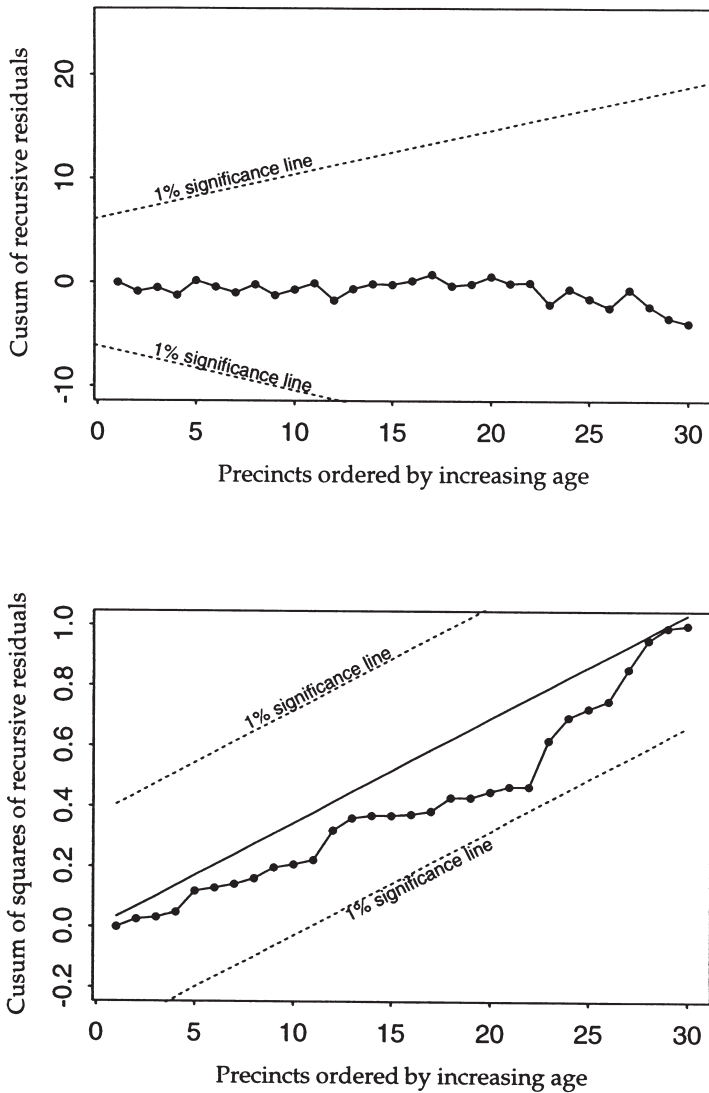 Cusum of recursive residuals
20
10
0
-10
1% significance line
1% significance line
0 5 10 15 20 25 30
Precincts ordered by increasing age
Cusum of squares of recursive residuals
1.0
0.8
0.6
0.4
0.2
0.0
-0.2
1% significance line
1% significance line
0 5 10 15 20 25 30
Precincts ordered by increasing age